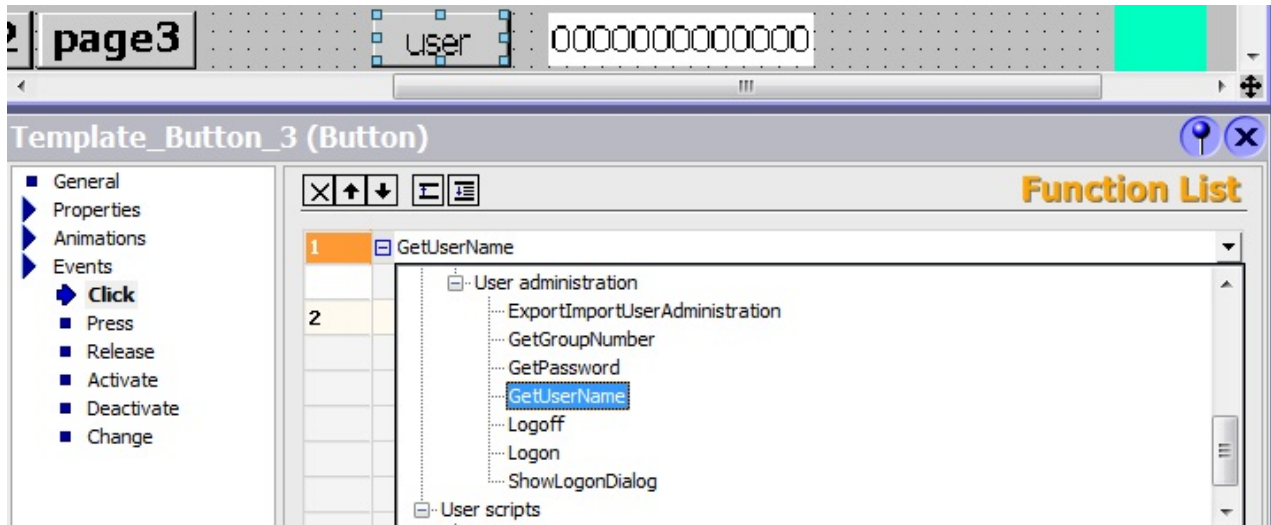 2 page3 user 0000000000000
Template_Button_3 (Button)
General
Properties
Animations
Events
Click
Press
Release
Activate
Deactivate
Change
Function List
1 GetUserName
User administration
ExportImportUserAdministration
2
GetGroupNumber
GetPassword
GetUserName
Logoff
Logon
ShowLogonDialog
User scripts